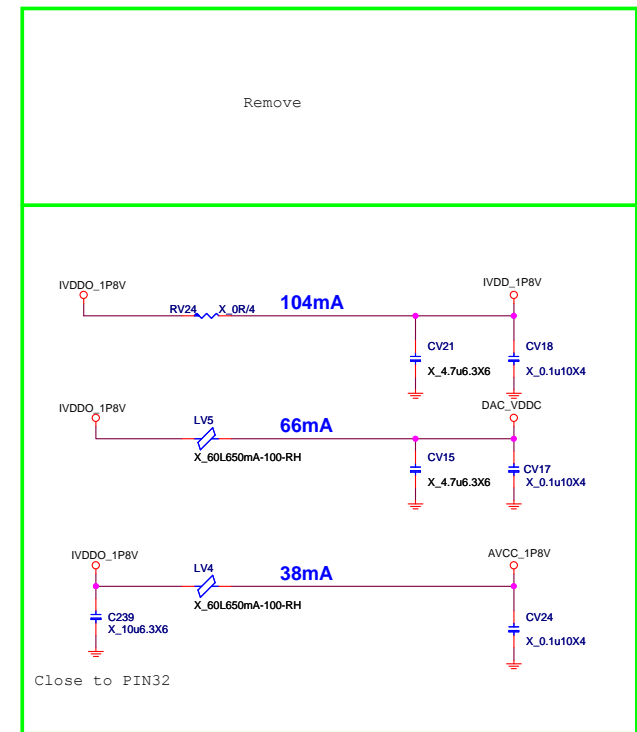 Remove
IVDDO_1P8V
IVDD_1P8V
RV24 X_0R/4 104mA
CV21 CV18
X_4.7u6.3X6 X_0.1u10X4
IVDDO_1P8V
DAC_VDDC
LV5 66mA
X_60L650mA-100-RH
CV15 CV17
X_4.7u6.3X6 X_0.1u10X4
IVDDO_1P8V
AVCC_1P8V
LV4 38mA
X_60L650mA-100-RH
C239 CV24
X_10u6.3X6 X_0.1u10X4
Close to PIN32